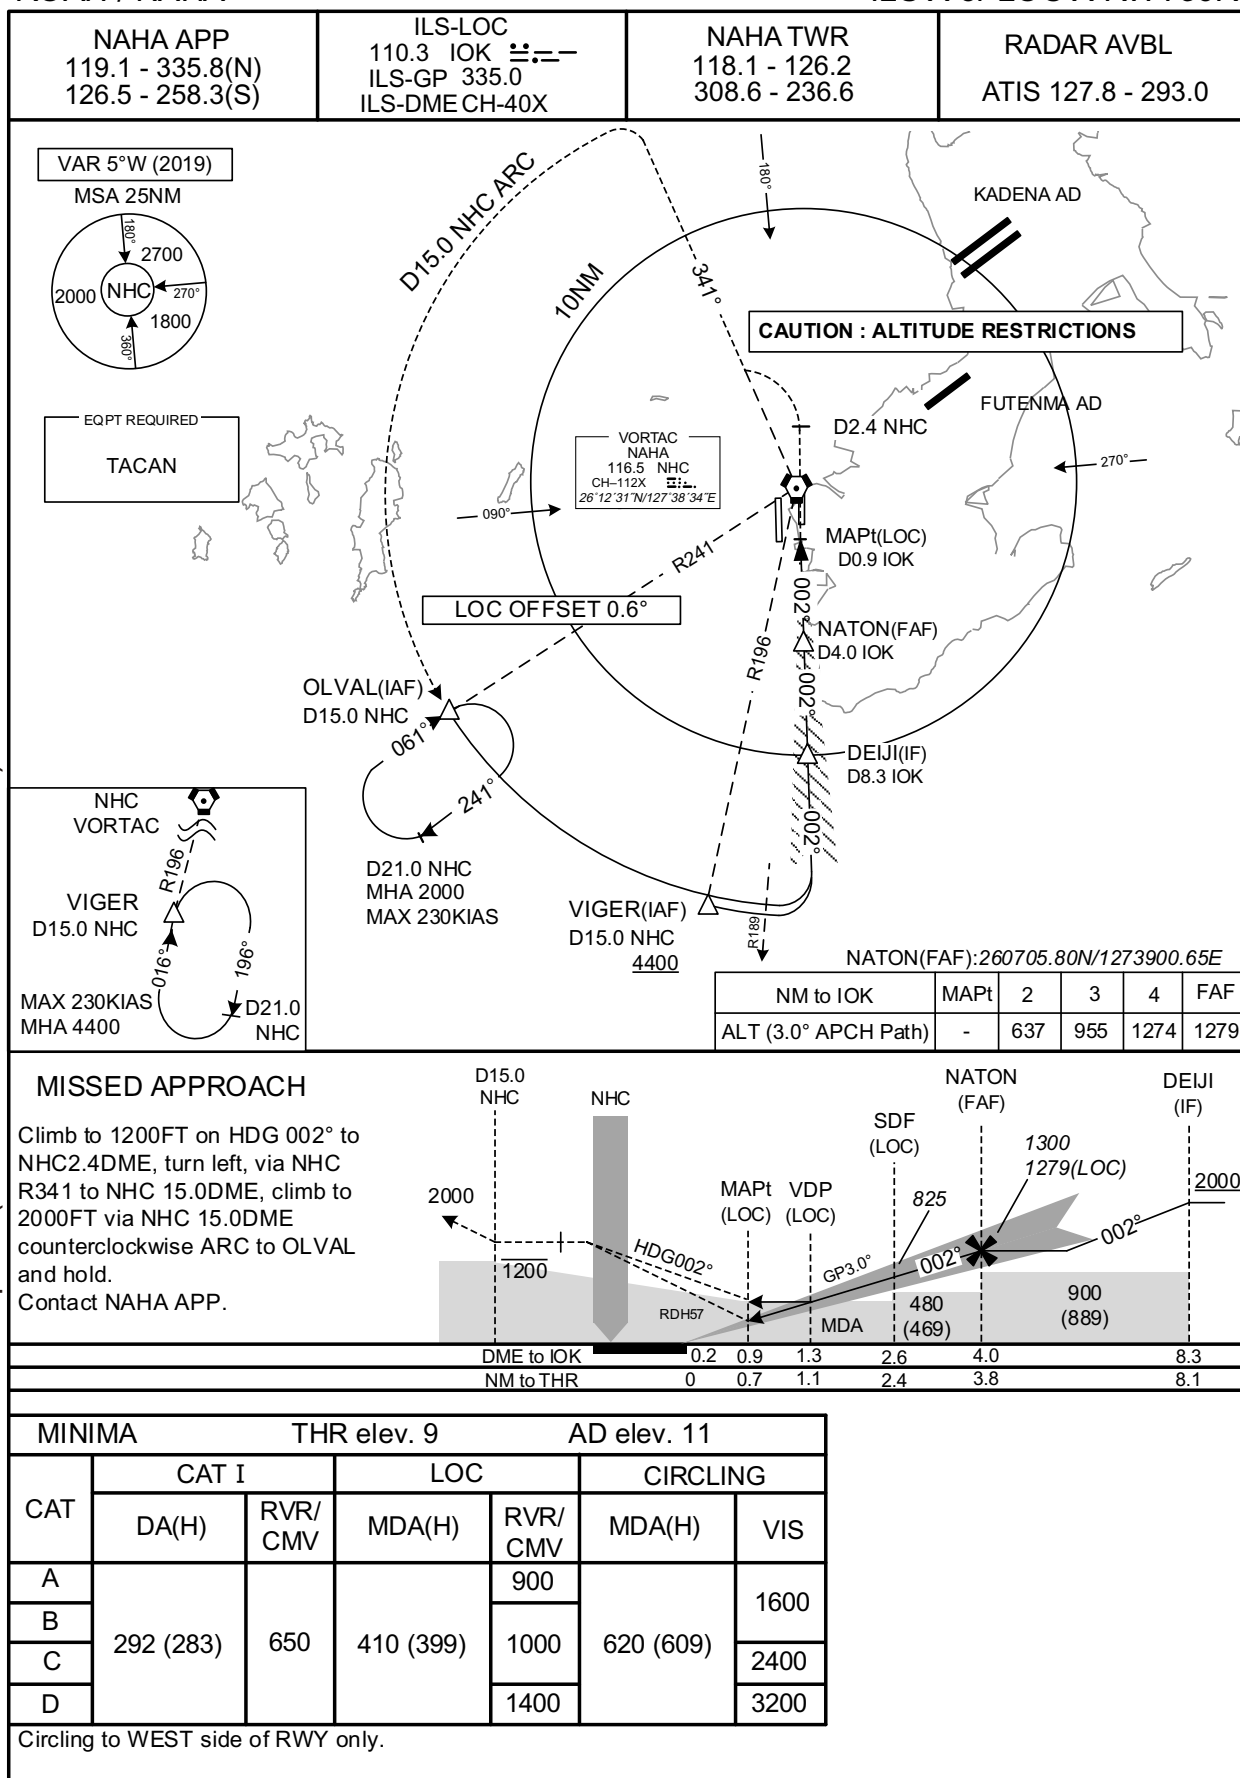 NAHA APP
119.1 - 335.8(N)
126.5 - 258.3(S)
ILS-LOC
110.3 IOK
ILS-GP 335.0
ILS-DME CH-40X
NAHA TWR
118.1 - 126.2
308.6 - 236.6
RADAR AVBL
ATIS 127.8 - 293.0
VAR 5°W (2019)
MSA 25NM
180°
2700
2000
NHC
270°
1800
360°
EQPT REQUIRED
TACAN
D15.0 NHC ARC
10NM
341°
180°
KADENA AD
CAUTION : ALTITUDE RESTRICTIONS
FUTENMA AD
D2.4 NHC
VORTAC
NAHA
116.5 NHC
CH–112X
26°12′31″N/127°38′34″E
270°
090°
R241
MAPt(LOC)
D0.9 IOK
002°
LOC OFFSET 0.6°
NATON(FAF)
D4.0 IOK
R196
002°
OLVAL(IAF)
D15.0 NHC
061°
241°
DEIJI(IF)
D8.3 IOK
002°
D21.0 NHC
MHA 2000
MAX 230KIAS
VIGER(IAF)
D15.0 NHC
4400
R189
NHC
VORTAC
R196
VIGER
D15.0 NHC
016°
196°
MAX 230KIAS
MHA 4400
D21.0
NHC
NATON(FAF):260705.80N/1273900.65E
NM to IOK MAPt 2 3 4 FAF
ALT (3.0° APCH Path) - 637 955 1274 1279
MISSED APPROACH
Climb to 1200FT on HDG 002° to
NHC2.4DME, turn left, via NHC
R341 to NHC 15.0DME, climb to
2000FT via NHC 15.0DME
counterclockwise ARC to OLVAL
and hold.
Contact NAHA APP.
D15.0
NHC
NHC
2000
1200
HDG002°
MAPt
(LOC)
VDP
(LOC)
SDF
(LOC)
825
NATON
(FAF)
1300
1279(LOC)
DEIJI
(IF)
2000
GP3.0°
002°
002°
RDH57
MDA
480
(469)
900
(889)
DME to IOK 0.2 0.9 1.3 2.6 4.0 8.3
NM to THR 0 0.7 1.1 2.4 3.8 8.1
MINIMA THR elev. 9 AD elev. 11
CAT CAT I LOC CIRCLING
DA(H) RVR/CMV MDA(H) RVR/CMV MDA(H) VIS
A 900
B 1600
292 (283) 650 410 (399) 1000 620 (609)
C 2400
D 1400 3200
Circling to WEST side of RWY only.